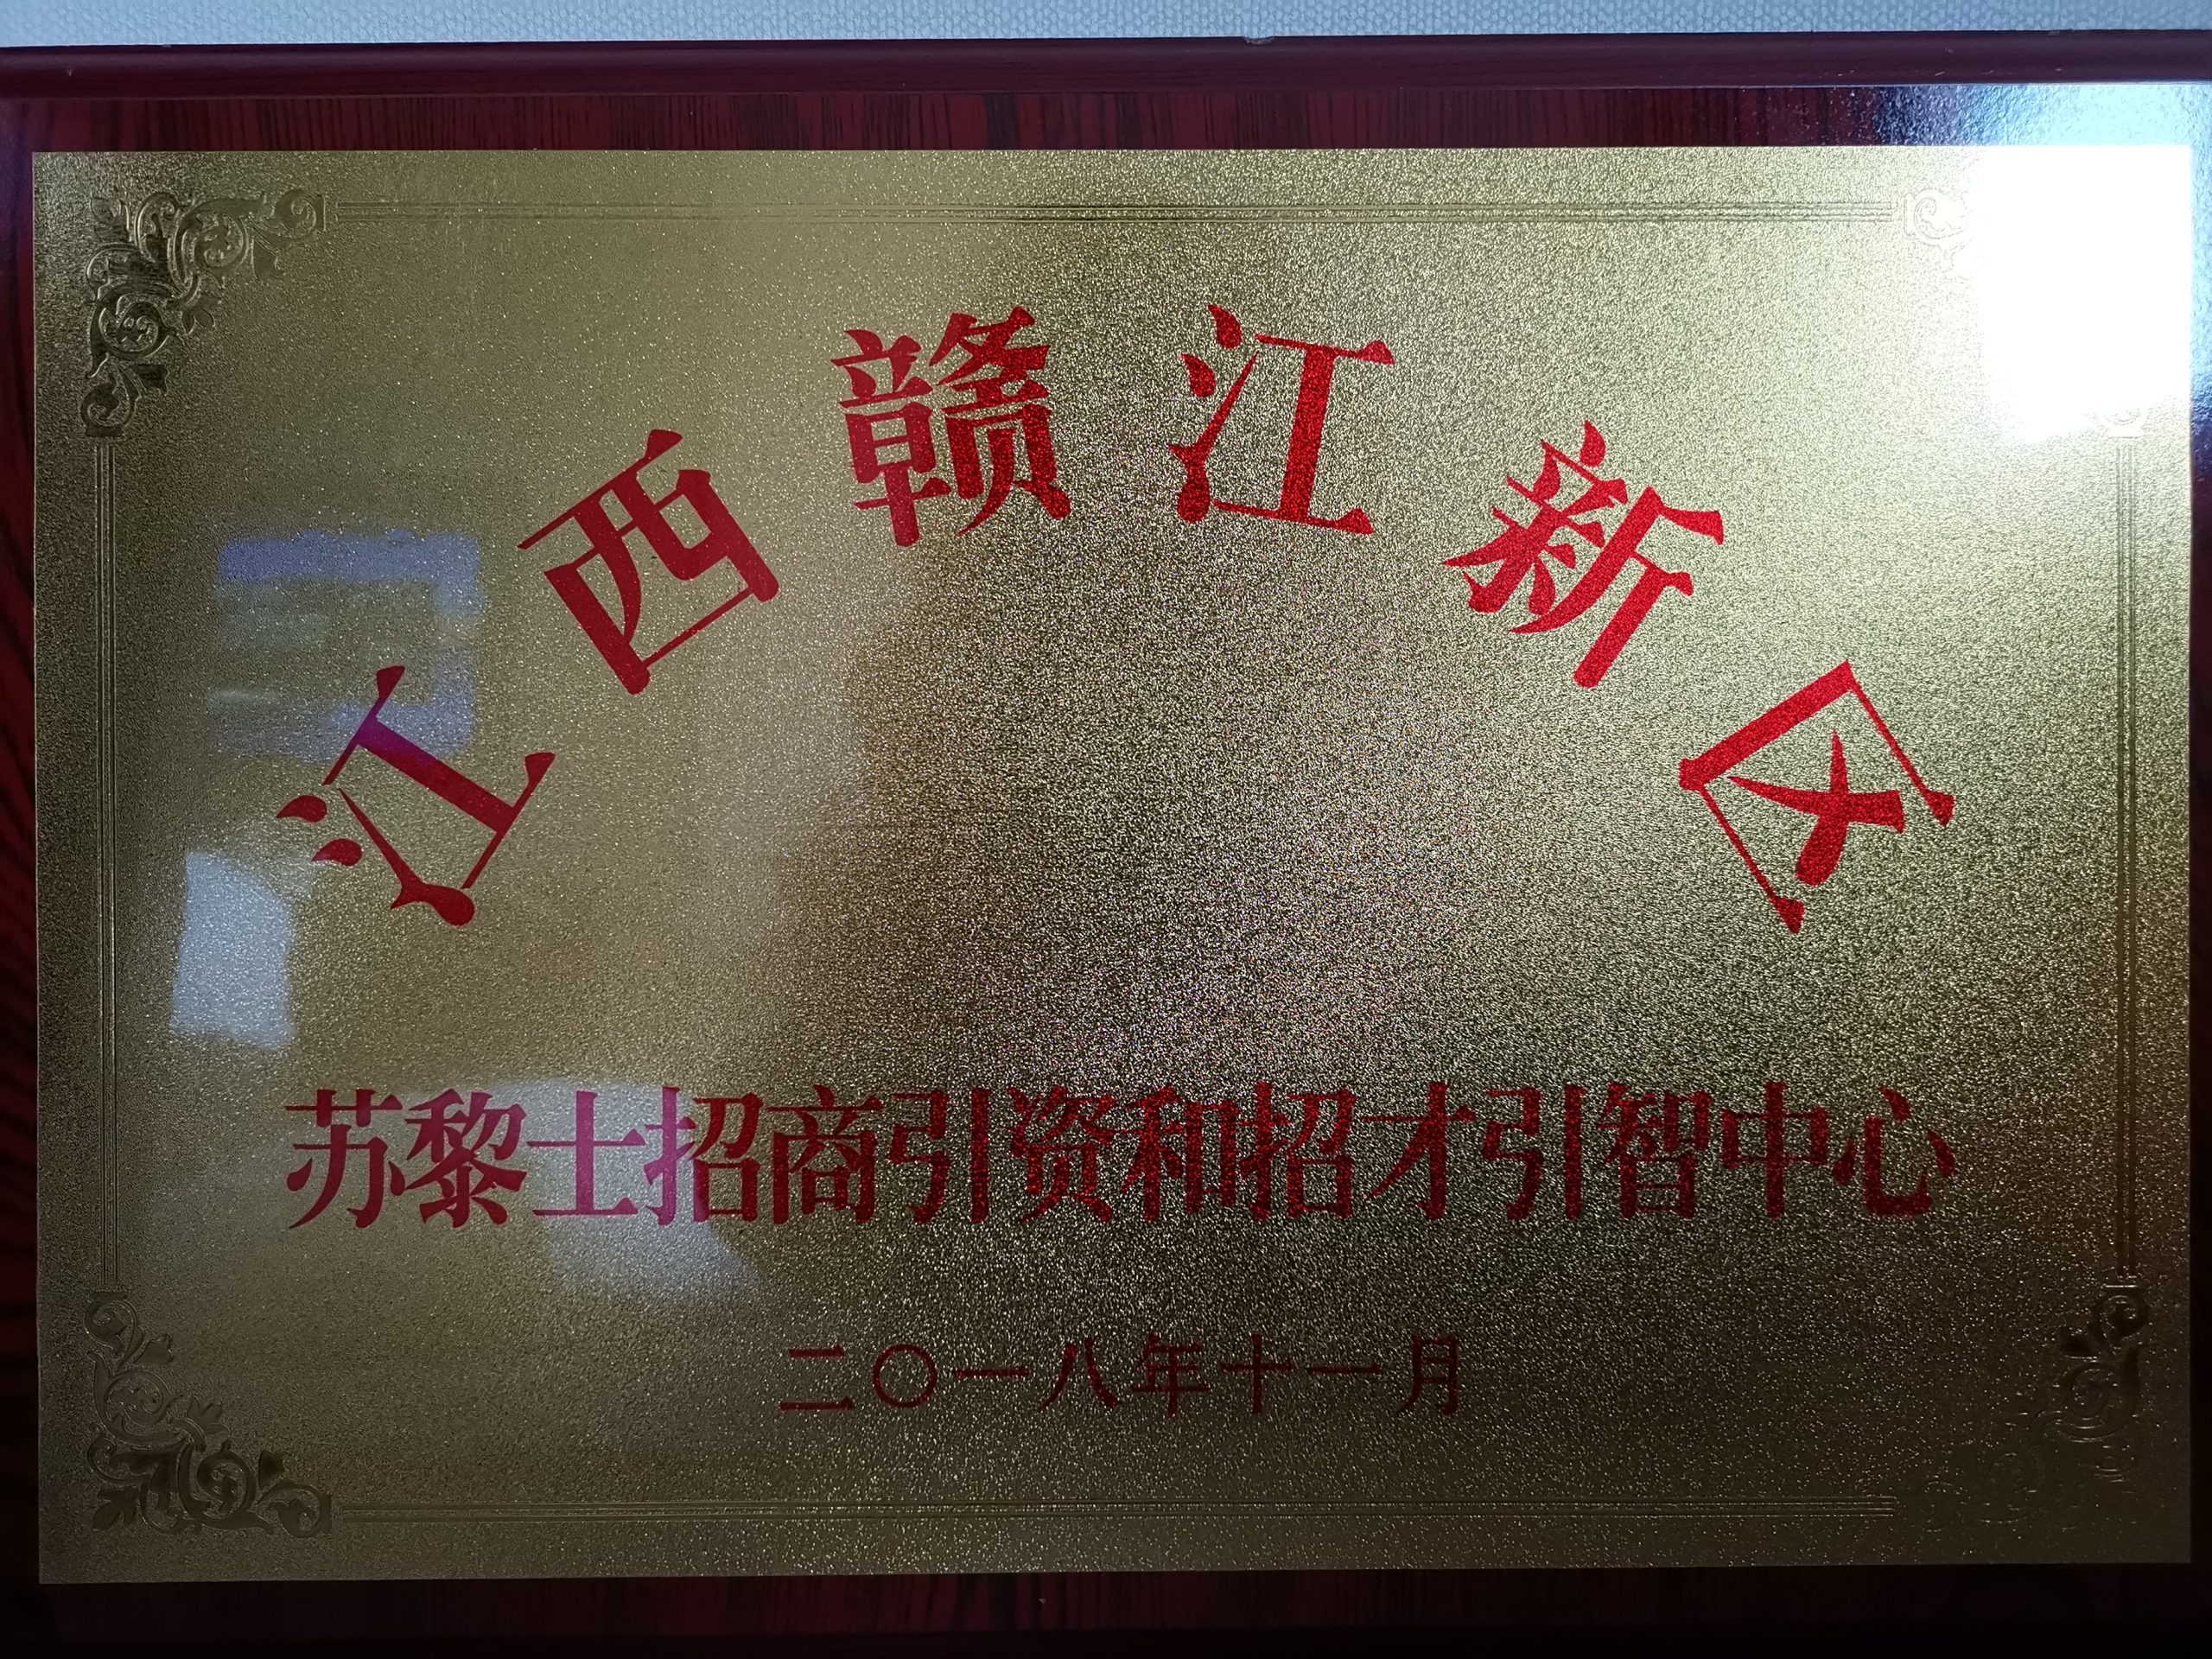 江西赣江新区
苏黎士招商引资和招才引智中心
二〇一八年十一月